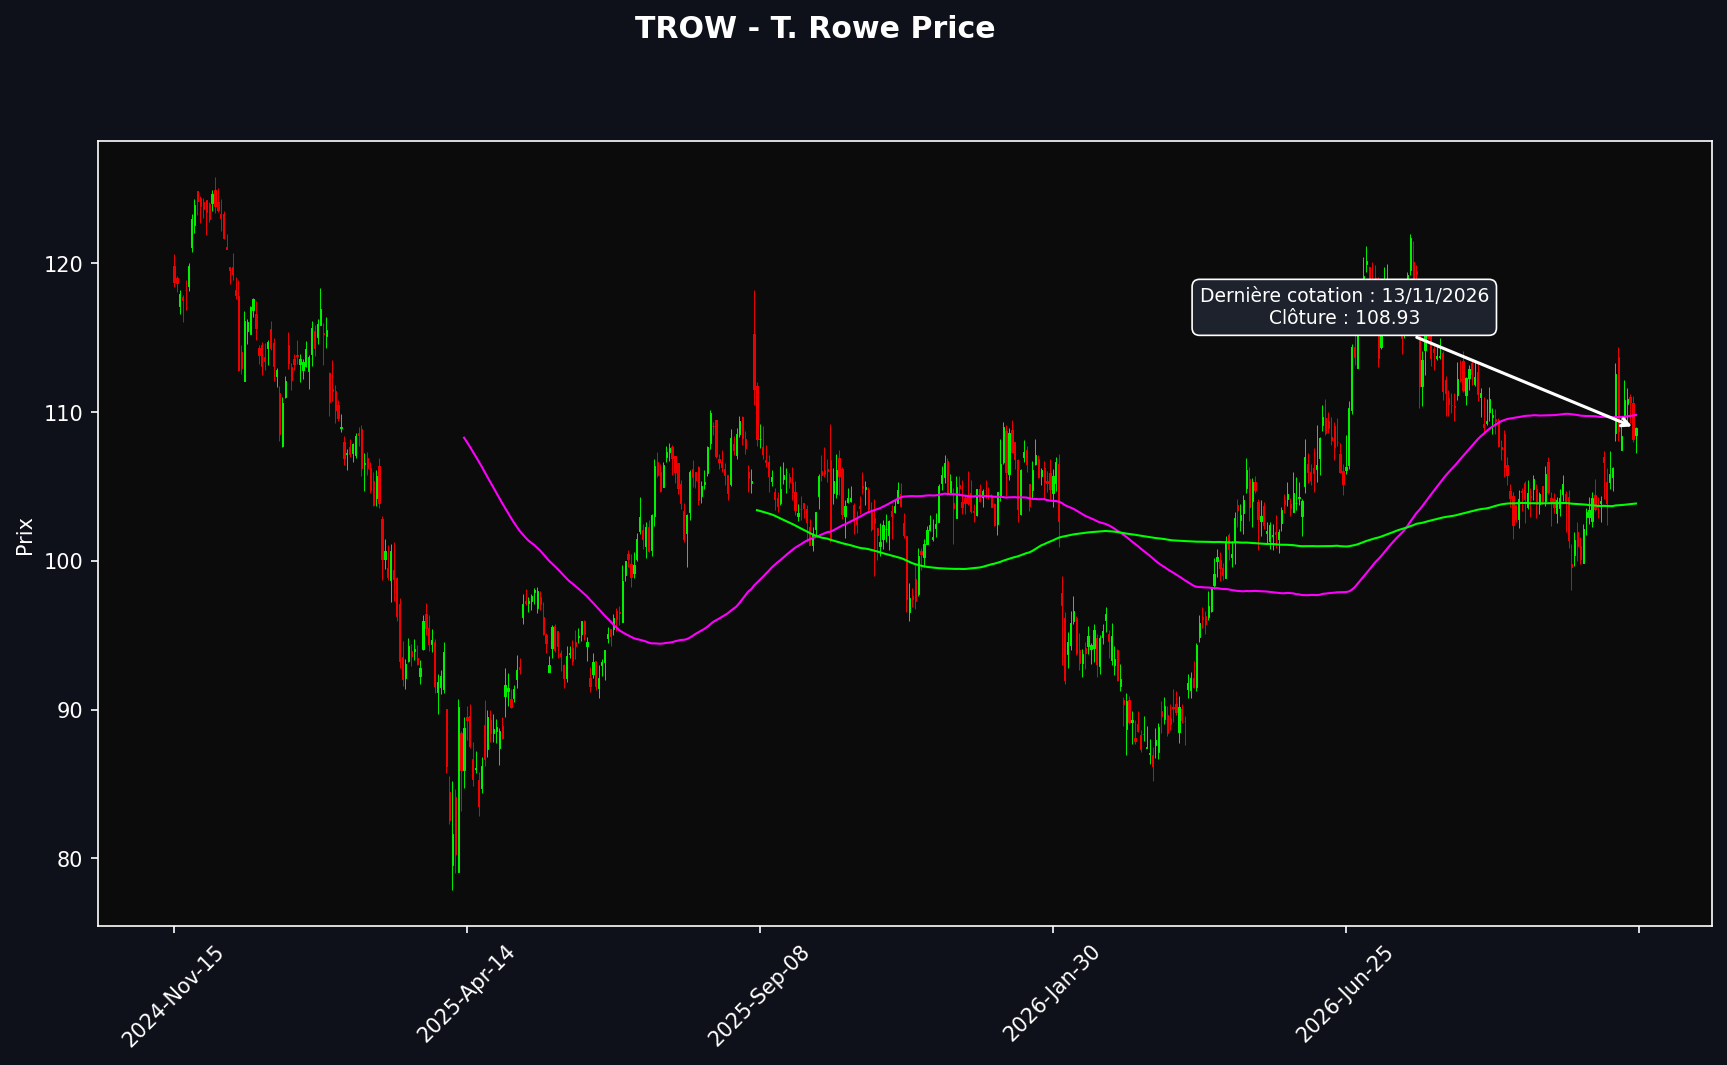 TROW - T. Rowe Price
Prix
120
110
100
90
80
Dernière cotation : 13/11/2026
Clôture : 108.93
2024-Nov-15
2025-Apr-14
2025-Sep-08
2026-Jan-30
2026-Jun-25